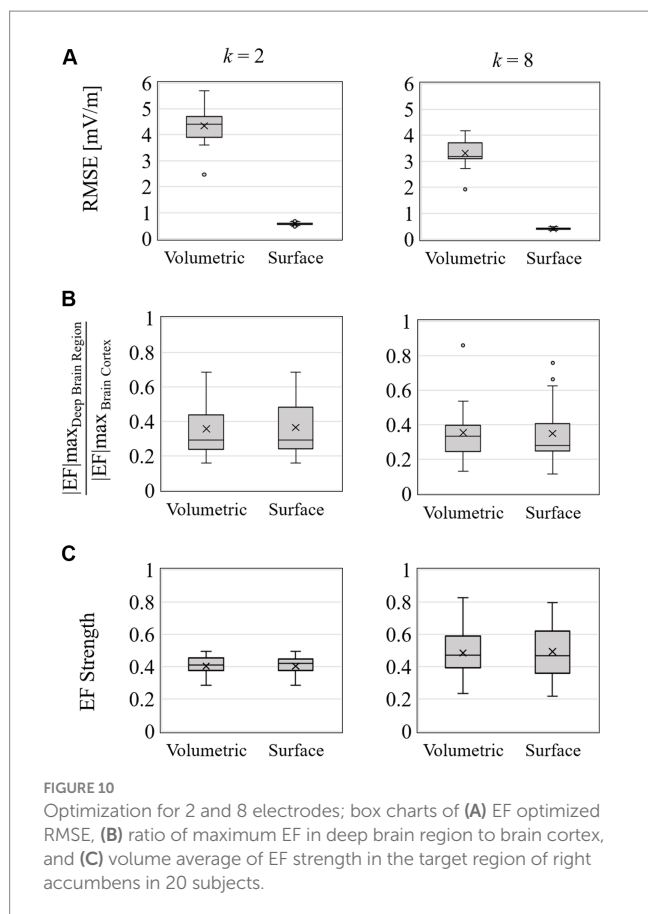 k = 2
k = 8
A
RMSE [mV/m]
6
5
4
3
2
1
0
Volumetric Surface
6
5
4
3
2
1
0
Volumetric Surface
B
|EF|max Deep Brain Region
|EF|max Brain Cortex
1
0.8
0.6
0.4
0.2
0
Volumetric Surface
1
0.8
0.6
0.4
0.2
0
Volumetric Surface
C
EF Strength
1
0.8
0.6
0.4
0.2
0
Volumetric Surface
1
0.8
0.6
0.4
0.2
0
Volumetric Surface
FIGURE 10
Optimization for 2 and 8 electrodes; box charts of (A) EF optimized
RMSE, (B) ratio of maximum EF in deep brain region to brain cortex,
and (C) volume average of EF strength in the target region of right
accumbens in 20 subjects.